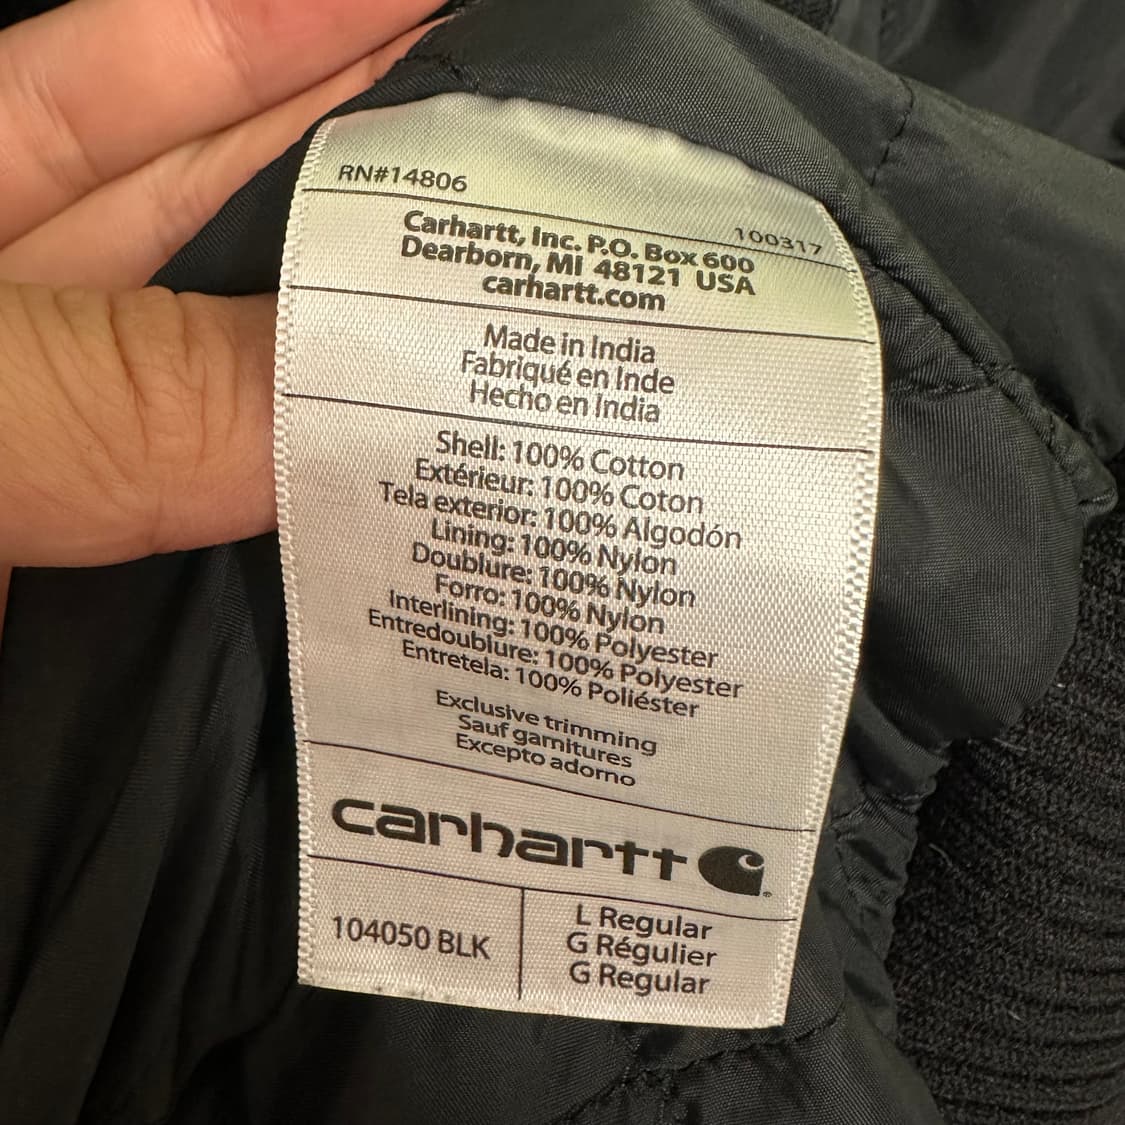 RN#14806
100317
Carhartt, Inc. P.O. Box 600
Dearborn, MI 48121 USA
carhartt.com
Made in India
Fabriqué en Inde
Hecho en India
Shell: 100% Cotton
Extérieur: 100% Coton
Tela exterior: 100% Algodón
Lining: 100% Nylon
Doublure: 100% Nylon
Forro: 100% Nylon
Interlining: 100% Polyester
Entredoublure: 100% Polyester
Entretela: 100% Poliéster
Exclusive trimming
Sauf garnitures
Excepto adorno
carhartt
104050 BLK
L Regular
G Régulier
G Regular